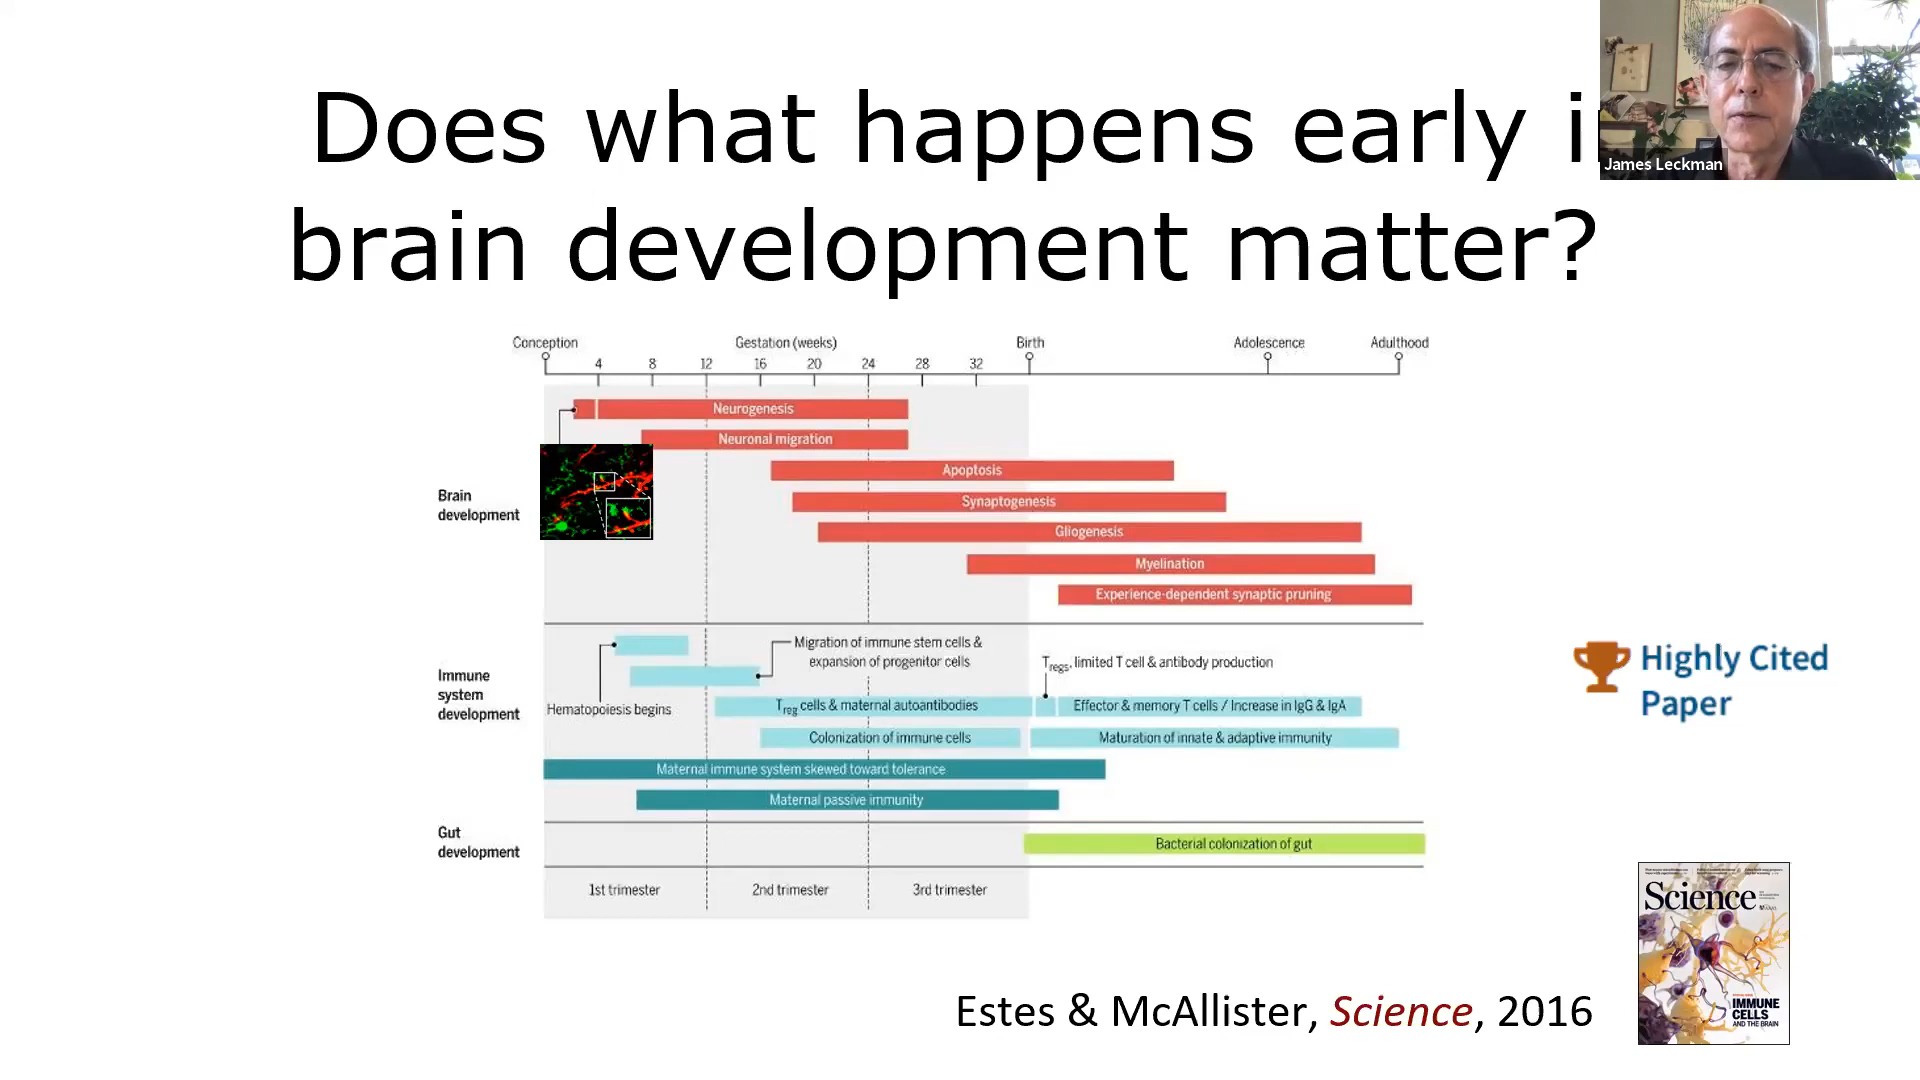 Does what happens early i
brain development matter?
James Leckman
Conception
Gestation (weeks)
Birth
Adolescence
Adulthood
4 8 12 16 20 24 28 32
Neurogenesis
Neuronal migration
Apoptosis
Brain
development
Synaptogenesis
Gliogenesis
Myelination
Experience-dependent synaptic pruning
Immune
system
development
Migration of immune stem cells &
expansion of progenitor cells
Tregs, limited T cell & antibody production
Hematopoiesis begins
Treg cells & maternal autoantibodies
Effector & memory T cells / Increase in IgG & IgA
Colonization of immune cells
Maturation of innate & adaptive immunity
Maternal immune system skewed toward tolerance
Maternal passive immunity
Gut
development
Bacterial colonization of gut
1st trimester
2nd trimester
3rd trimester
Highly Cited
Paper
Science
IMMUNE
CELLS
AND THE BRAIN
Estes & McAllister, Science, 2016